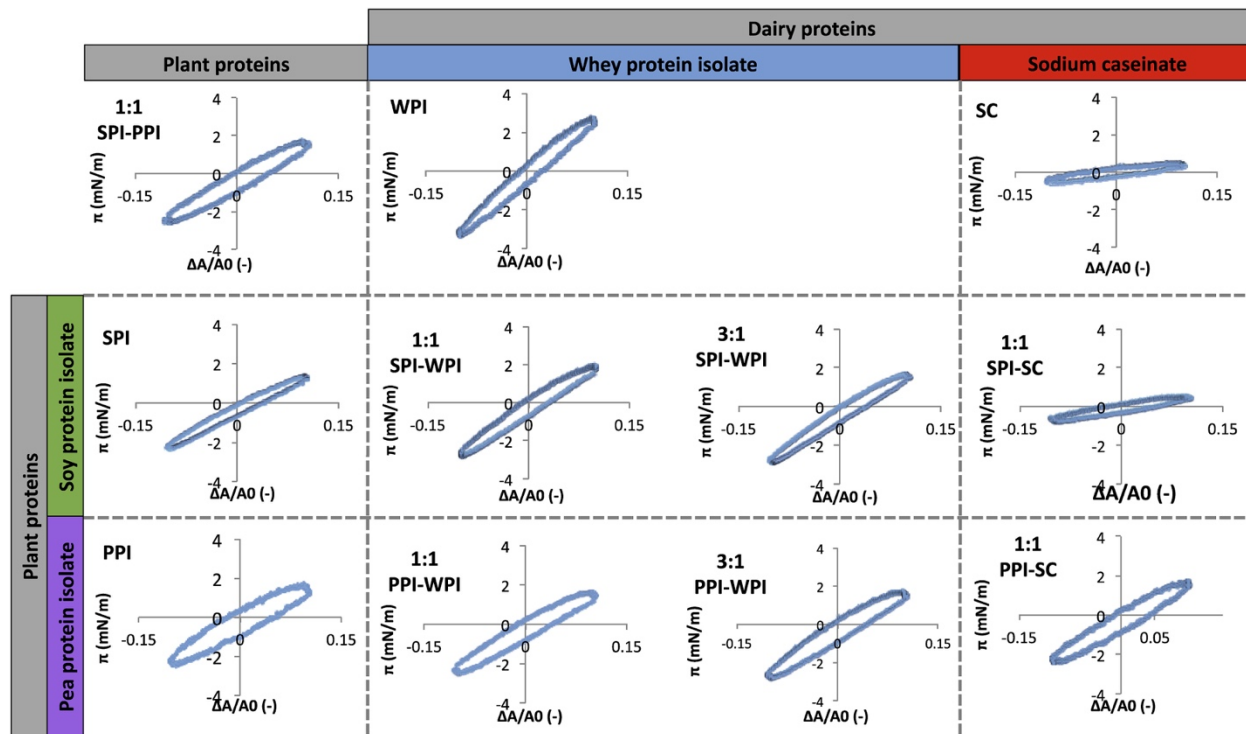 Dairy proteins
Plant proteins
Whey protein isolate
Sodium caseinate
1:1
SPI-PPI
π (mN/m)
4
2
0
-2
-4
-0.15
0.15
ΔA/A0 (-)
WPI
π (mN/m)
4
2
0
-2
-4
-0.15
0
0.15
ΔA/A0 (-)
SC
π (mN/m)
4
2
0
-2
-4
-0.15
0
0.15
ΔA/A0 (-)
Plant proteins
Soy protein isolate
SPI
π (mN/m)
4
2
0
-2
-4
-0.15
0
0.15
ΔA/A0 (-)
1:1
SPI-WPI
π (mN/m)
4
2
0
-2
-4
-0.15
0
0.15
ΔA/A0 (-)
3:1
SPI-WPI
π (mN/m)
4
2
0
-2
-4
-0.15
0
0.15
ΔA/A0 (-)
1:1
SPI-SC
π (mN/m)
4
2
0
-2
-4
-0.15
0
0.15
ΔA/A0 (-)
Pea protein isolate
PPI
π (mN/m)
4
2
0
-2
-4
-0.15
0
0.15
ΔA/A0 (-)
1:1
PPI-WPI
π (mN/m)
4
2
0
-2
-4
-0.15
0
0.15
ΔA/A0 (-)
3:1
PPI-WPI
π (mN/m)
4
2
0
-2
-4
-0.15
0
0.15
ΔA/A0 (-)
1:1
PPI-SC
π (mN/m)
4
2
0
-2
-4
-0.15
0.05
ΔA/A0 (-)